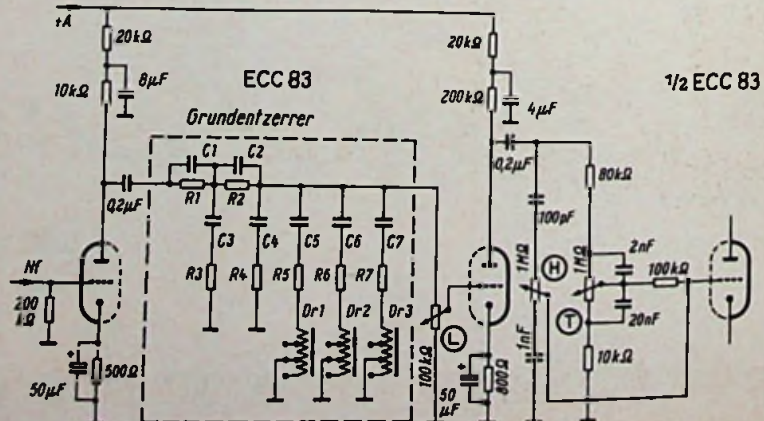 +A
20kΩ
20kΩ
10kΩ
8µF
ECC 83
200kΩ
4µF
1/2 ECC 83
Grundentzerrer
C1
C2
0,2µF
80kΩ
0,2µF
R1
R2
100pF
C3
C4
C5
C6
C7
1MΩ
H
1MΩ
2nF
100kΩ
Nf
R3
R4
R5
R6
R7
200 kΩ
Dr1
Dr2
Dr3
L
T
20nF
100kΩ
1nF
50µF
500Ω
50 µF
800Ω
10kΩ